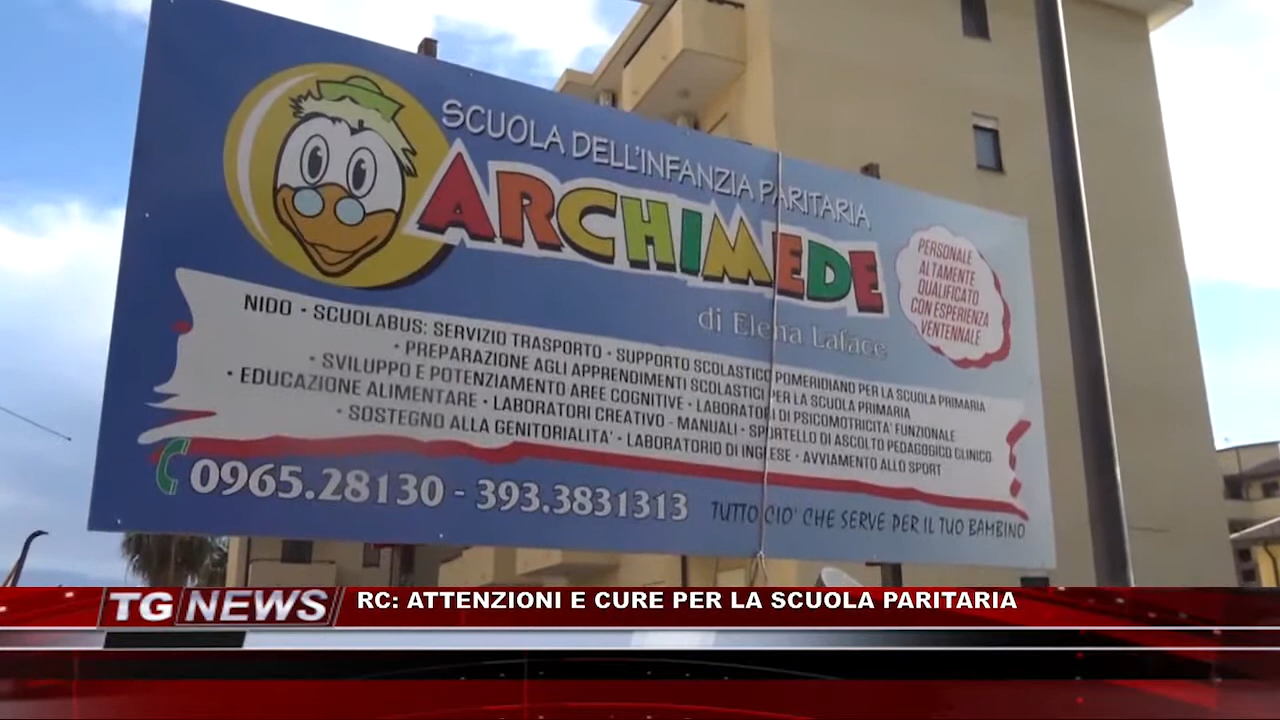 SCUOLA DELL'INFANZIA PARITARIA
ARCHIMEDE
di Elena Laface
PERSONALE
ALTAMENTE
QUALIFICATO
CON ESPERIENZA
VENTENNALE
NIDO • SCUOLABUS: SERVIZIO TRASPORTO • SUPPORTO SCOLASTICO POMERIDIANO PER LA SCUOLA PRIMARIA
• PREPARAZIONE AGLI APPRENDIMENTI SCOLASTICI PER LA SCUOLA PRIMARIA
• SVILUPPO E POTENZIAMENTO AREE COGNITIVE • LABORATORI DI PSICOMOTRICITA' FUNZIONALE
• EDUCAZIONE ALIMENTARE • LABORATORI CREATIVO - MANUALI • SPORTELLO DI ASCOLTO PEDAGOGICO CLINICO
• SOSTEGNO ALLA GENITORIALITA' • LABORATORIO DI INGLESE • AVVIAMENTO ALLO SPORT
0965.28130 - 393.3831313
TUTTO CIO' CHE SERVE PER IL TUO BAMBINO
TG NEWS
RC: ATTENZIONI E CURE PER LA SCUOLA PARITARIA